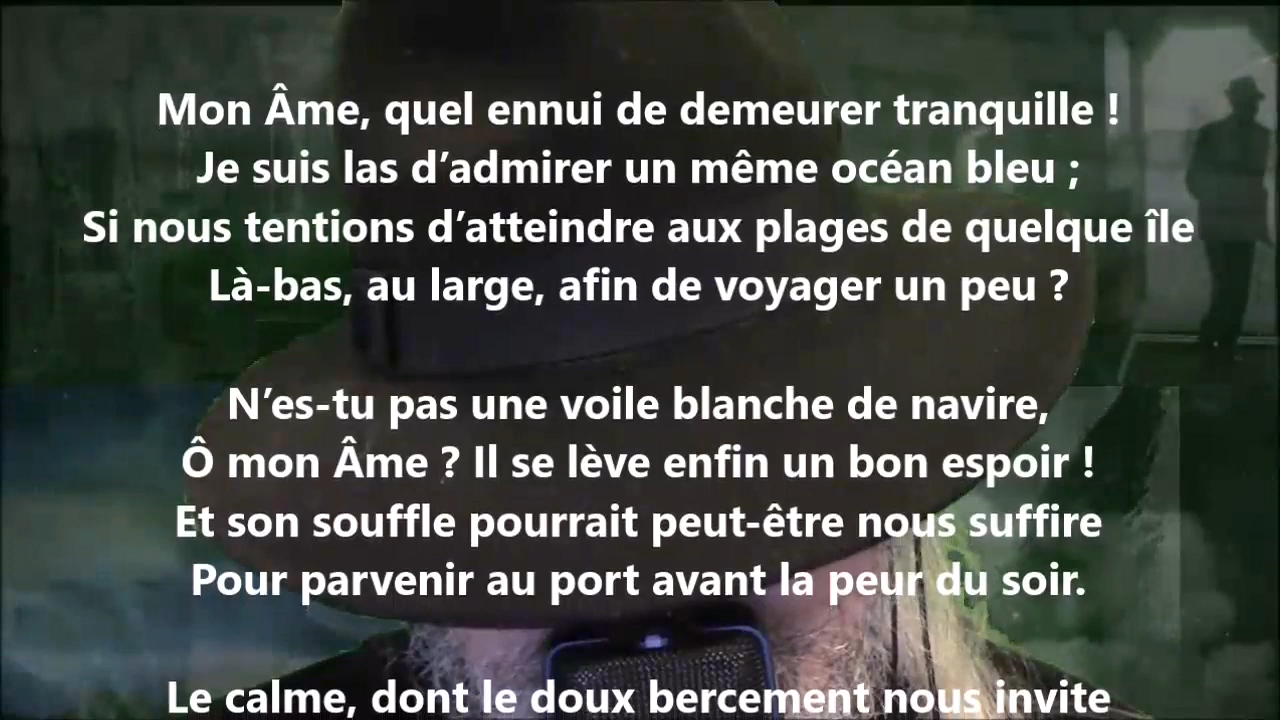 Mon Âme, quel ennui de demeurer tranquille !
Je suis las d’admirer un même océan bleu ;
Si nous tentions d’atteindre aux plages de quelque île
Là-bas, au large, afin de voyager un peu ?
N’es-tu pas une voile blanche de navire,
Ô mon Âme ? Il se lève enfin un bon espoir !
Et son souffle pourrait peut-être nous suffire
Pour parvenir au port avant la peur du soir.
Le calme, dont le doux bercement nous invite